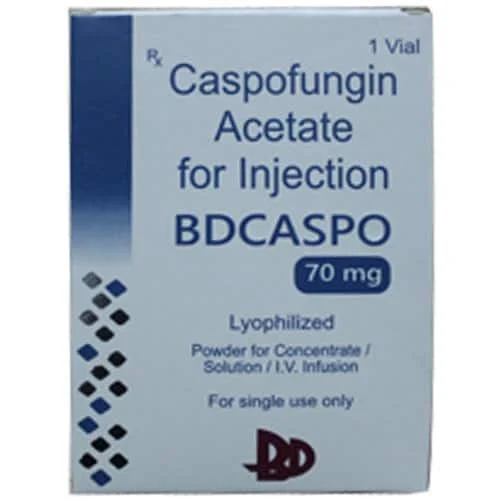 1 Vial
Rx
Caspofungin
Acetate
for Injection
BDCASPO
70 mg
Lyophilized
Powder for Concentrate /
Solution / I.V. Infusion
For single use only
BD